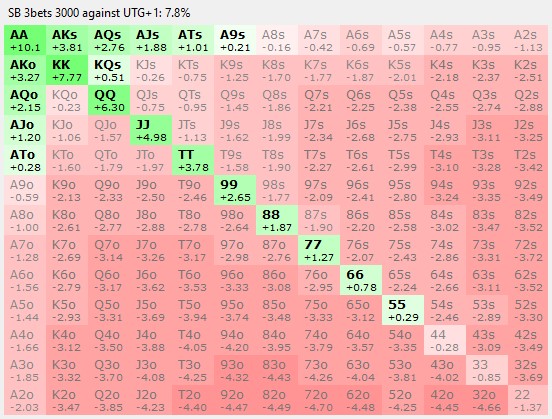 SB 3bets 3000 against UTG+1: 7.8%
AA AKs AQs AJs ATs A9s A8s A7s A6s A5s A4s A3s A2s
+10.1 +3.81 +2.76 +1.88 +1.01 +0.21 -0.16 -0.42 -0.69 -0.57 -0.77 -0.95 -1.13
AKo KK KQs KJs KTs K9s K8s K7s K6s K5s K4s K3s K2s
+3.27 +7.77 +0.51 -0.26 -0.75 -1.25 -1.70 -1.77 -1.87 -2.01 -2.18 -2.37 -2.51
AQo KQo QQ QJs QTs Q9s Q8s Q7s Q6s Q5s Q4s Q3s Q2s
+2.15 -0.23 +6.30 -0.75 -0.95 -1.45 -1.86 -2.21 -2.25 -2.38 -2.55 -2.74 -2.88
AJo KJo QJo JJ JTs J9s J8s J7s J6s J5s J4s J3s J2s
+1.20 -1.06 -1.57 +4.98 -1.13 -1.62 -1.99 -2.34 -2.68 -2.75 -2.93 -3.11 -3.25
ATo KTo QTo JTo TT T9s T8s T7s T6s T5s T4s T3s T2s
+0.28 -1.60 -1.79 -1.97 +3.78 -1.58 -1.90 -2.27 -2.61 -2.99 -3.10 -3.28 -3.42
A9o K9o Q9o J9o T9o 99 98s 97s 96s 95s 94s 93s 92s
-0.59 -2.13 -2.33 -2.50 -2.46 +2.65 -1.77 -2.09 -2.41 -2.80 -3.24 -3.35 -3.49
A8o K8o Q8o J8o T8o 98o 88 87s 86s 85s 84s 83s 82s
-1.00 -2.61 -2.77 -2.88 -2.78 -2.64 +1.87 -1.90 -2.20 -2.58 -3.02 -3.47 -3.52
A7o K7o Q7o J7o T7o 97o 87o 77 76s 75s 74s 73s 72s
-1.28 -2.69 -3.14 -3.26 -3.17 -2.98 -2.76 +1.27 -2.07 -2.43 -2.86 -3.31 -3.72
A6o K6o Q6o J6o T6o 96o 86o 76o 66 65s 64s 63s 62s
-1.56 -2.79 -3.17 -3.62 -3.53 -3.33 -3.08 -2.95 +0.78 -2.24 -2.66 -3.11 -3.52
A5o K5o Q5o J5o T5o 95o 85o 75o 65o 55 54s 53s 52s
-1.44 -2.93 -3.31 -3.69 -3.94 -3.74 -3.48 -3.33 -3.12 +0.29 -2.46 -2.89 -3.30
A4o K4o Q4o J4o T4o 94o 84o 74o 64o 54o 44 43s 42s
-1.66 -3.12 -3.50 -3.88 -4.05 -4.20 -3.95 -3.79 -3.57 -3.35 -0.28 -3.09 -3.49
A3o K3o Q3o J3o T3o 93o 83o 73o 63o 53o 43o 33 32s
-1.85 -3.32 -3.70 -4.08 -4.25 -4.32 -4.43 -4.26 -4.04 -3.81 -4.02 -0.85 -3.69
A2o K2o Q2o J2o T2o 92o 82o 72o 62o 52o 42o 32o 22
-2.03 -3.47 -3.85 -4.23 -4.40 -4.47 -4.49 -4.70 -4.48 -4.25 -4.45 -4.66 -1.37